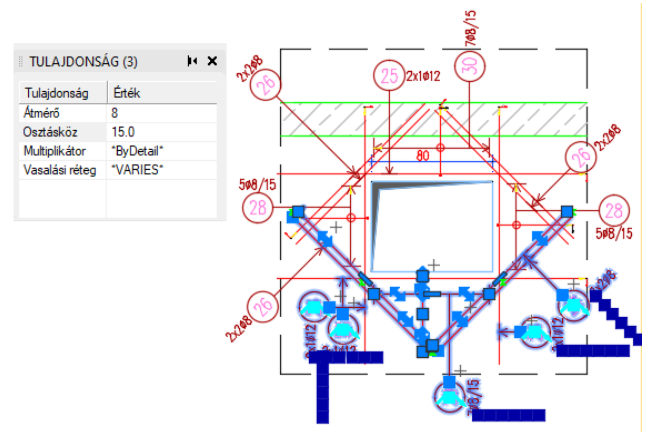 TULAJDONSÁG (3)
Tulajdonság Érték
Átmérő 8
Osztásköz 15.0
Multiplikátor *ByDetail*
Vasalási réteg *VARIES*
7ø8/15
30
2x2ø8
26
25 2x1ø12
80
2x2ø8
26
5ø8/15
28
28
5ø8/15
26
2x2ø8
2x2ø8
7ø8/15